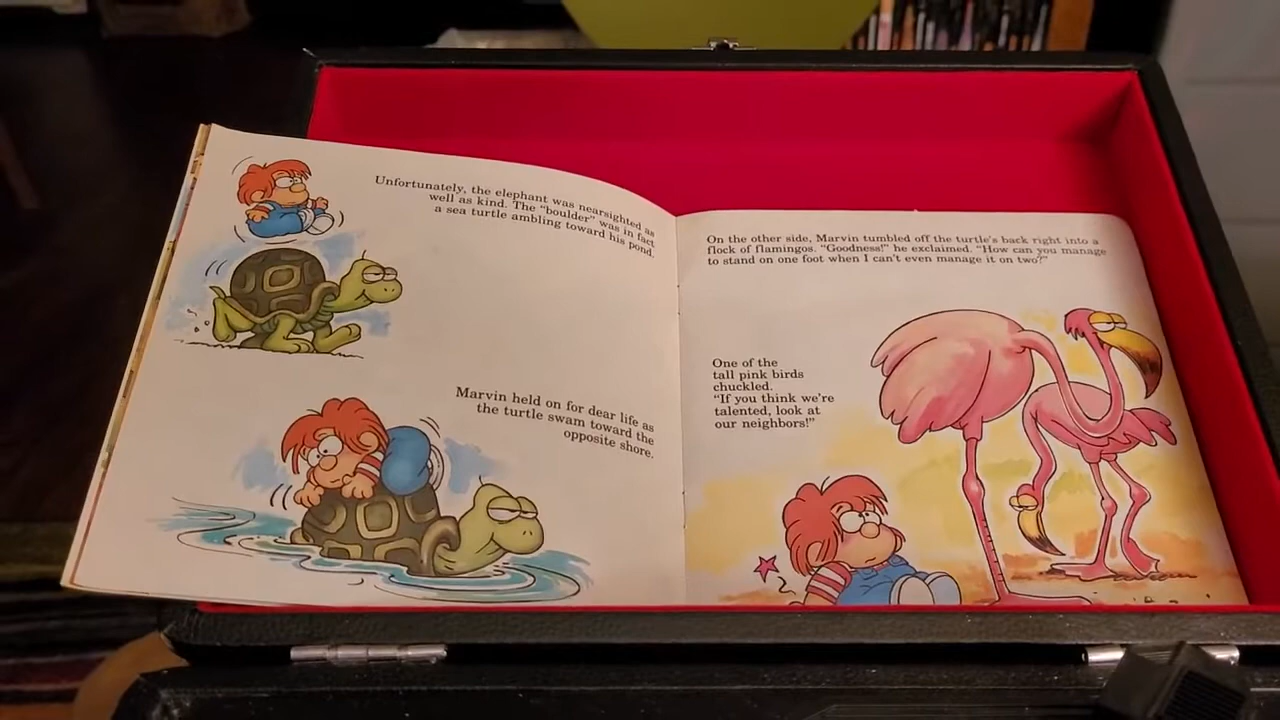 Unfortunately, the elephant was nearsighted as
well as kind. The "boulder" was in fact
a sea turtle ambling toward his pond.
Marvin held on for dear life as
the turtle swam toward the
opposite shore.
On the other side, Marvin tumbled off the turtle's back right into a
flock of flamingos. "Goodness!" he exclaimed. "How can you manage
to stand on one foot when I can't even manage it on two?"
One of the
tall pink birds
chuckled.
"If you think we're
talented, look at
our neighbors!"